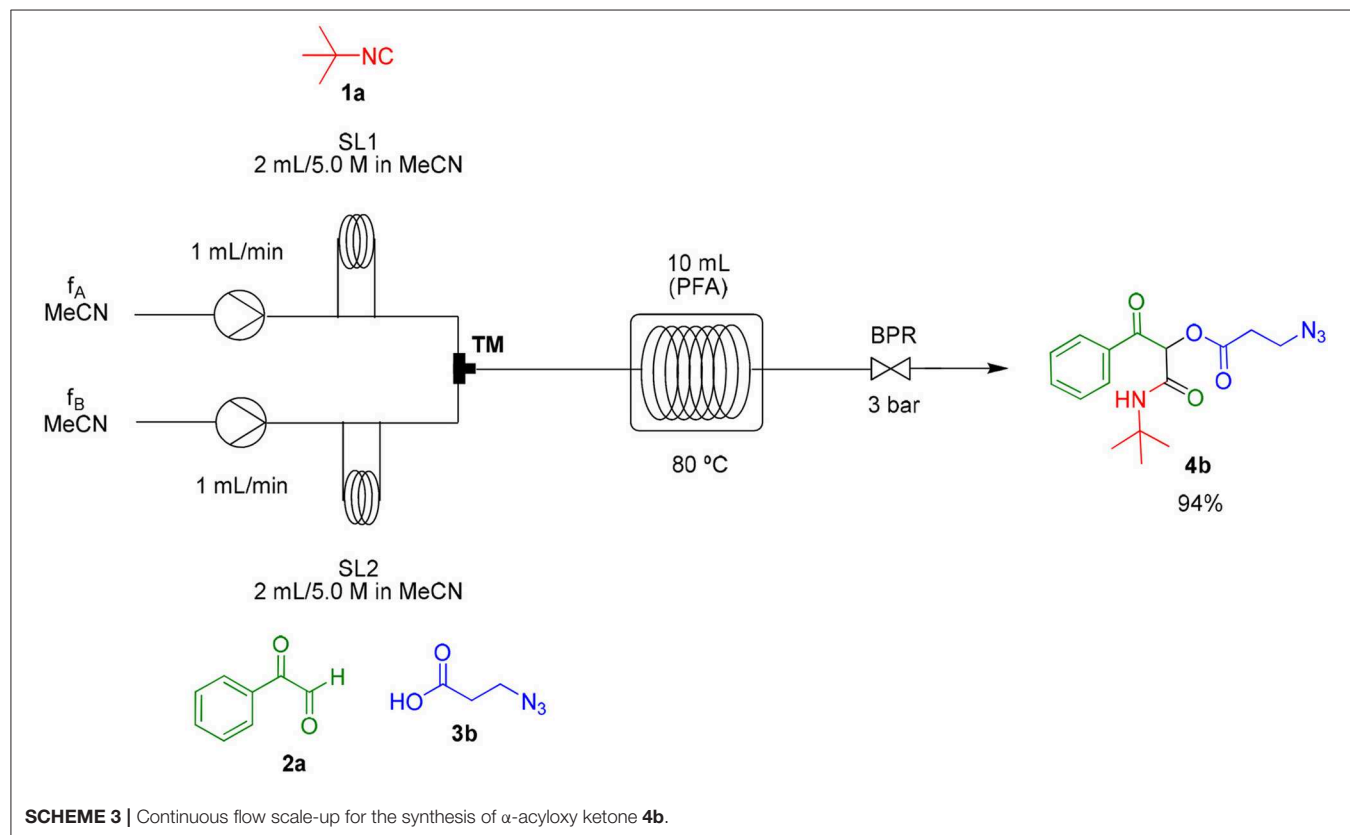 NC
1a
SL1
2 mL/5.0 M in MeCN
1 mL/min
f_A
MeCN
TM
10 mL
(PFA)
80 ºC
BPR
3 bar
f_B
MeCN
1 mL/min
SL2
2 mL/5.0 M in MeCN
O
H
O
2a
O
HO
N₃
3b
O
O
N₃
O
HN
O
4b
94%
SCHEME 3 | Continuous flow scale-up for the synthesis of α-acyloxy ketone 4b.